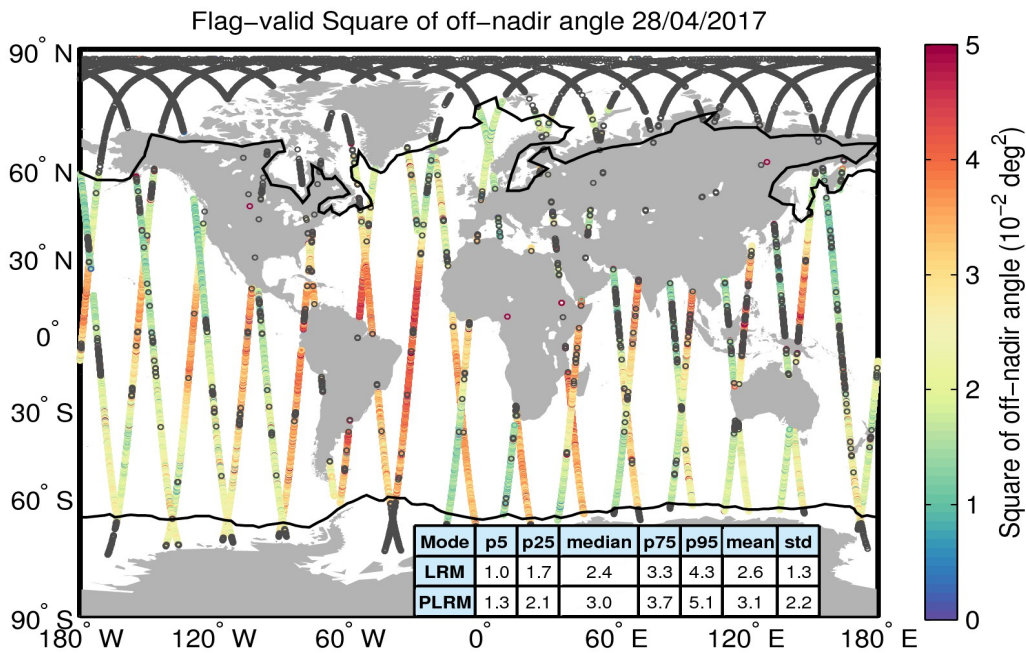 Flag−valid Square of off−nadir angle 28/04/2017
90° N
60° N
30° N
0°
30° S
60° S
90° S
180° W
120° W
60° W
0°
60° E
120° E
180° E
Mode p5 p25 median p75 p95 mean std
LRM 1.0 1.7 2.4 3.3 4.3 2.6 1.3
PLRM 1.3 2.1 3.0 3.7 5.1 3.1 2.2
5
4
3
2
1
0
Square of off−nadir angle (10⁻² deg²)